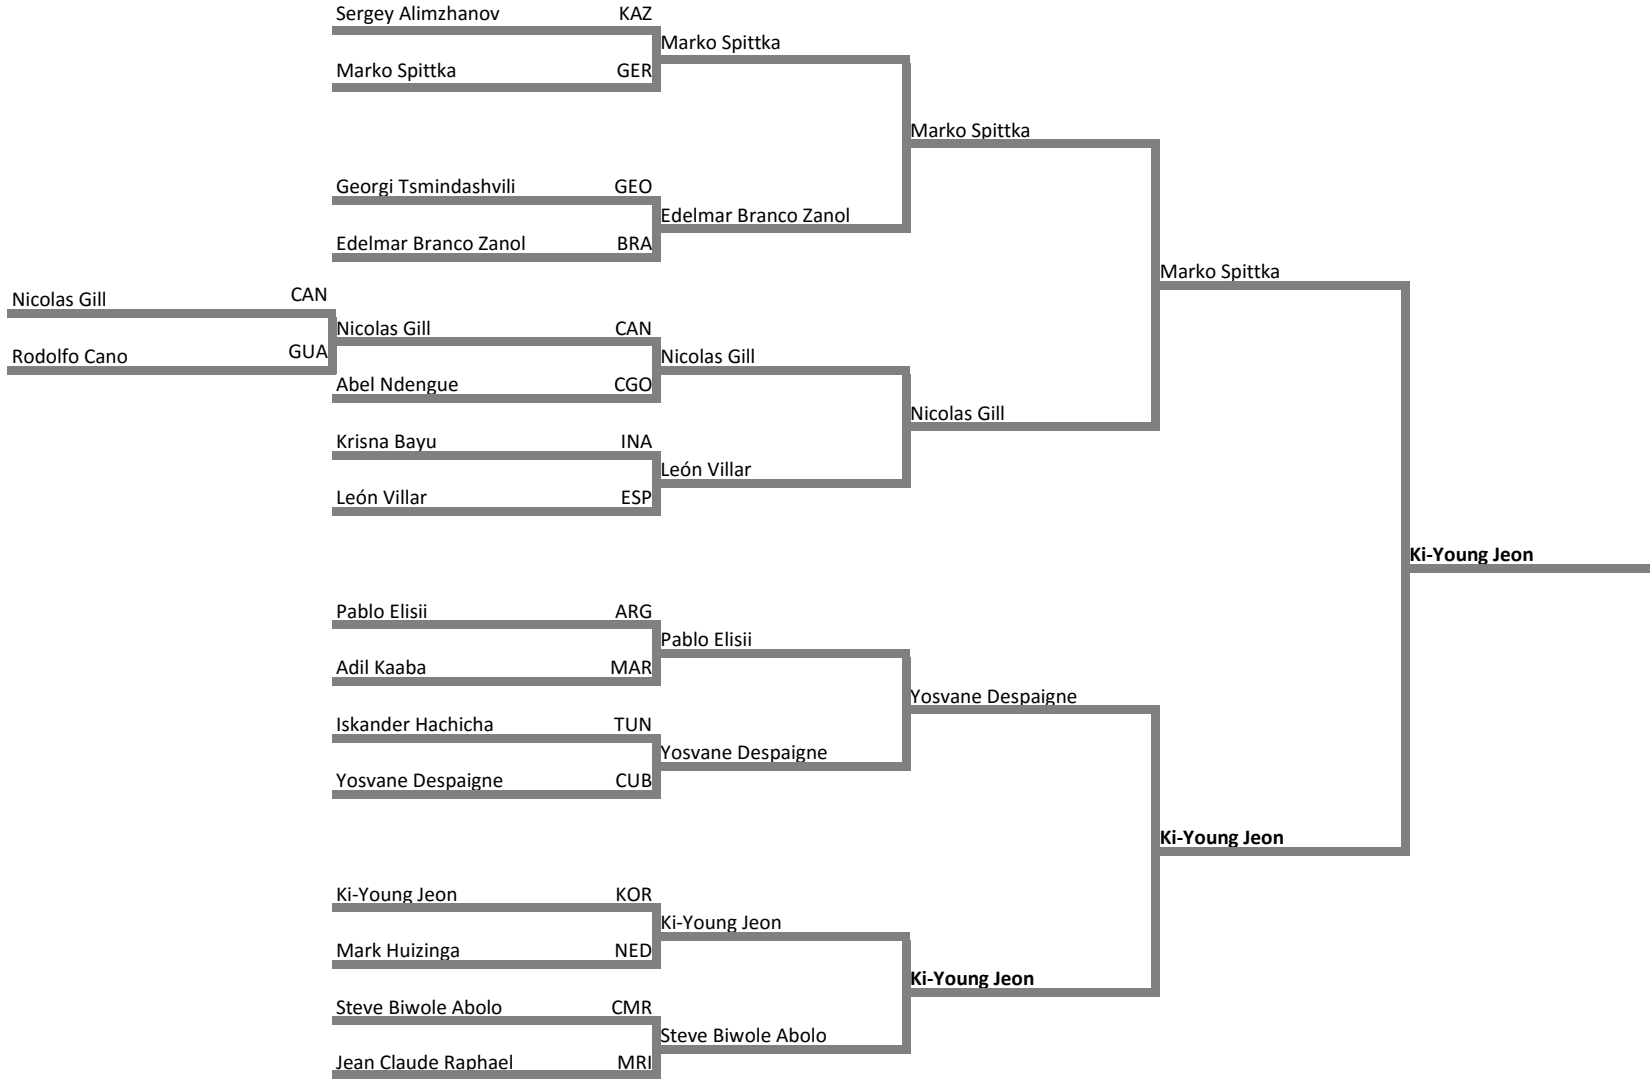 Sergey Alimzhanov KAZ
Marko Spittka
Marko Spittka GER
Marko Spittka
Georgi Tsmindashvili GEO
Edelmar Branco Zanol
Edelmar Branco Zanol BRA
Marko Spittka
Nicolas Gill CAN
Nicolas Gill CAN
Rodolfo Cano GUA
Nicolas Gill
Abel Ndengue CGO
Nicolas Gill
Krisna Bayu INA
León Villar
León Villar ESP
Ki-Young Jeon
Pablo Elisii ARG
Pablo Elisii
Adil Kaaba MAR
Yosvane Despaigne
Iskander Hachicha TUN
Yosvane Despaigne
Yosvane Despaigne CUB
Ki-Young Jeon
Ki-Young Jeon KOR
Ki-Young Jeon
Mark Huizinga NED
Ki-Young Jeon
Steve Biwole Abolo CMR
Steve Biwole Abolo
Jean Claude Raphael MRI